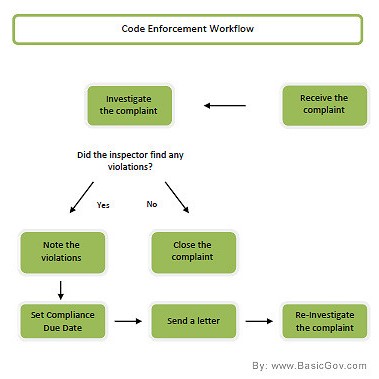 Code Enforcement Workflow
Investigate
the complaint
Receive the
complaint
Did the inspector find any
violations?
Yes
No
Note the
violations
Close the
complaint
Set Compliance
Due Date
Send a letter
Re-Investigate
the complaint
By: www.BasicGov.com